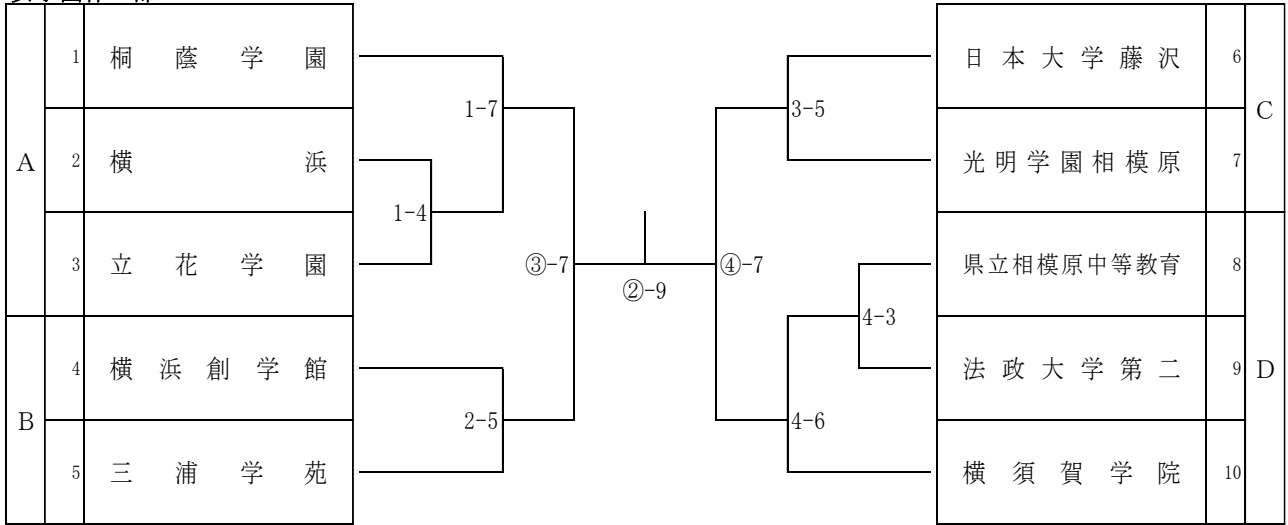 A
1 桐蔭学園
2 横浜
3 立花学園
B
4 横浜創学館
5 三浦学苑
1-7
1-4
2-5
③-7
②-9
④-7
3-5
4-3
4-6
日本大学藤沢 6
光明学園相模原 7
C
県立相模原中等教育 8
法政大学第二 9
横須賀学院 10
D